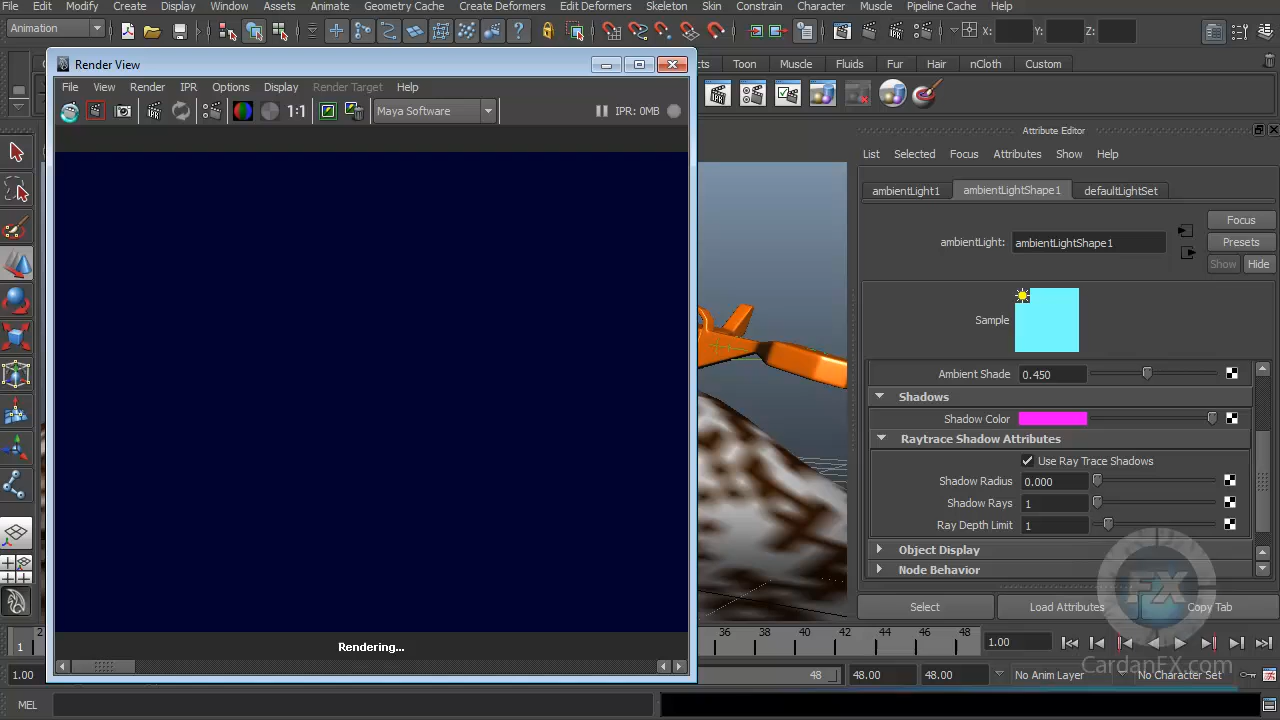 File Edit Modify Create Display Window Assets Animate Geometry Cache Create Deformers Edit Deformers Skeleton Skin Constrain Character Muscle Pipeline Cache Help
Animation X: Y: Z:
Render View
Toon Muscle Fluids Fur Hair nCloth Custom
File View Render IPR Options Display Render Target Help
1:1 Maya Software IPR: 0MB
Attribute Editor
List Selected Focus Attributes Show Help
ambientLight1 ambientLightShape1 defaultLightSet
Focus
ambientLight: ambientLightShape1 Presets
Show Hide
Sample
Ambient Shade 0.450
Shadows
Shadow Color
Raytrace Shadow Attributes
Use Ray Trace Shadows
Shadow Radius 0.000
Shadow Rays 1
Ray Depth Limit 1
Object Display
Node Behavior
FX
Select Load Attributes Copy Tab
Rendering...
1 2 36 38 40 42 44 46 48 1.00
CardanFX.com
1.00 48 48.00 48.00 No Anim Layer No Character Set
MEL